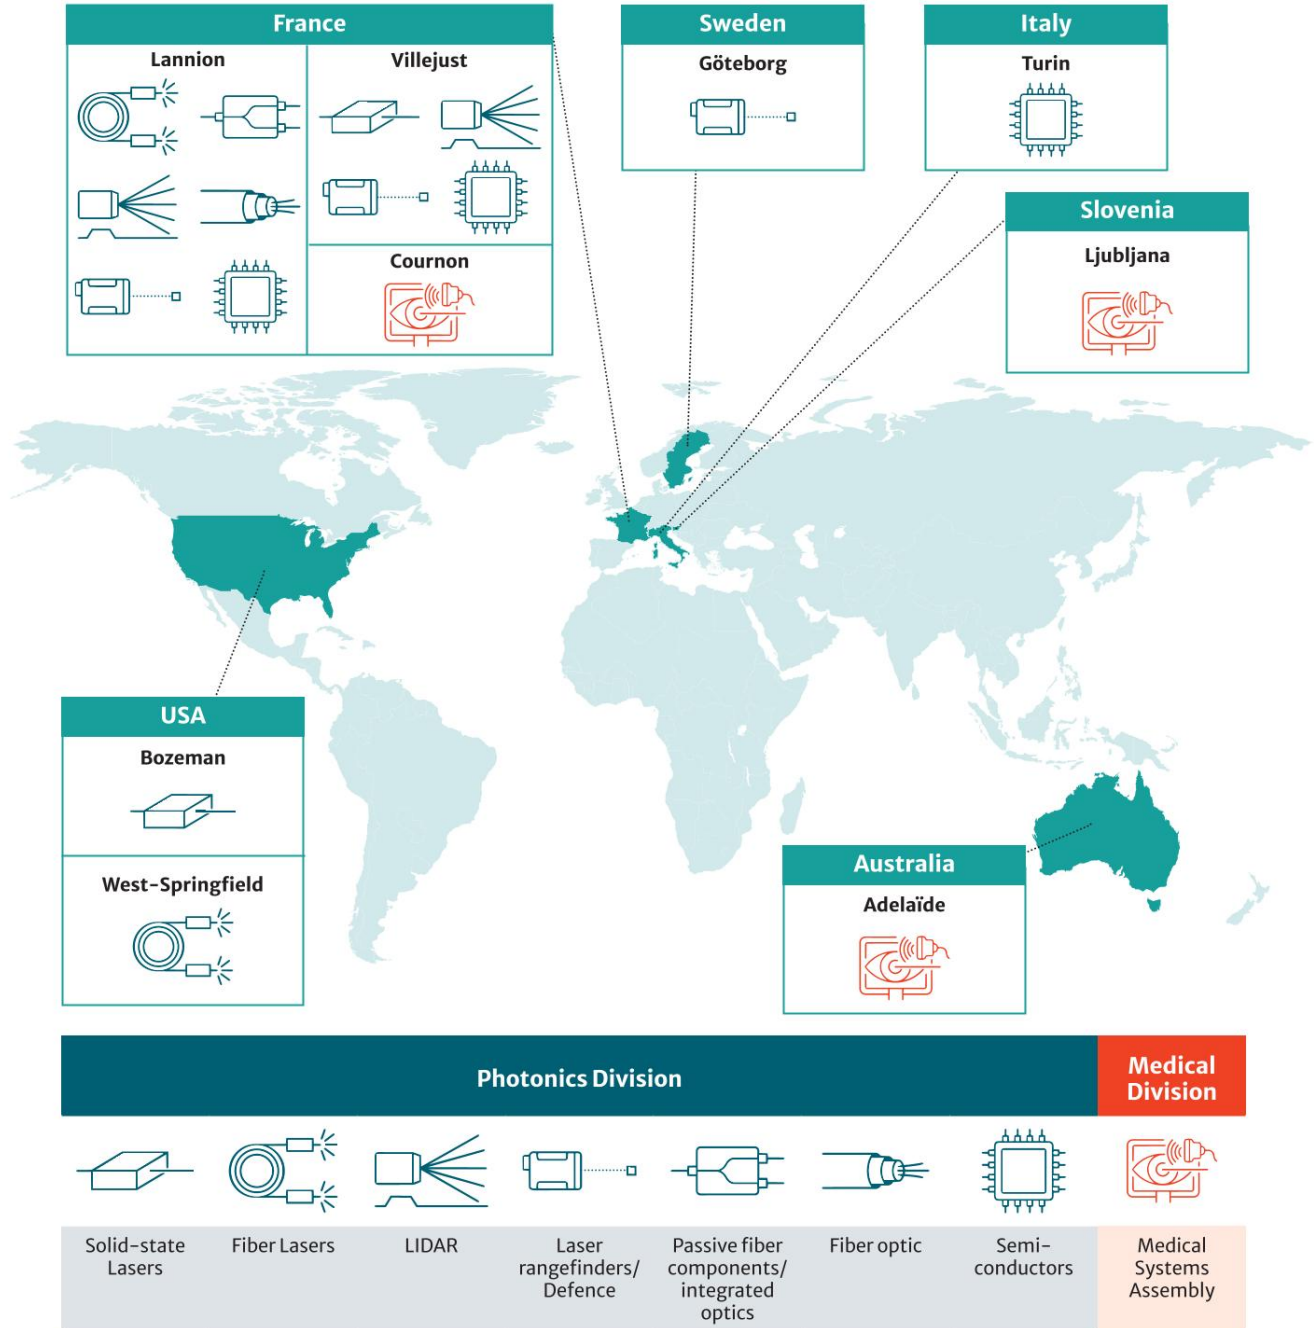 France
Lannion
Villejust
Cournon
Sweden
Göteborg
Italy
Turin
Slovenia
Ljubljana
USA
Bozeman
West-Springfield
Australia
Adelaïde
Photonics Division
Medical
Division
Solid-state
Lasers
Fiber Lasers
LIDAR
Laser
rangefinders/
Defence
Passive fiber
components/
integrated
optics
Fiber optic
Semi-
conductors
Medical
Systems
Assembly